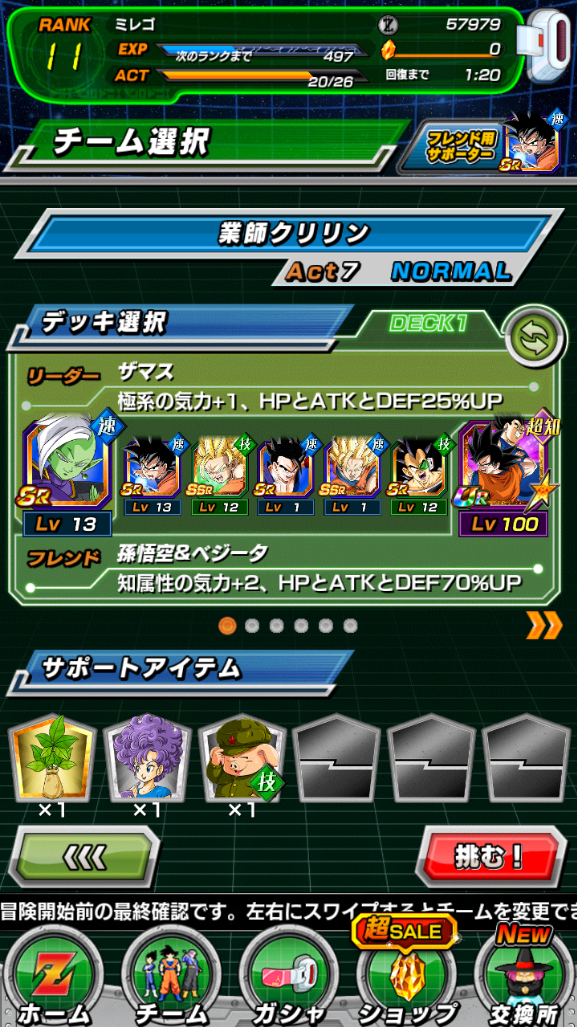 RANK ミレゴ 57979
11 EXP 次のランクまで 497 0
ACT 20/26 回復まで 1:20
チーム選択 フレンド用
サポーター SR 速
業師クリリン
Act7 NORMAL
デッキ選択 DECK1
リーダー ザマス
極系の気力+1、HPとATKとDEF25%UP
速 速 技 速 速 技 超知
SR SR SSR SR SSR SR UR
Lv 13 Lv 13 Lv 12 Lv 1 Lv 1 Lv 12 Lv 100
フレンド 孫悟空&ベジータ
知属性の気力+2、HPとATKとDEF70%UP
サポートアイテム
技
×1 ×1 ×1
挑む!
冒険開始前の最終確認です。左右にスワイプするとチームを変更でき
超SALE NEW
Z
ホーム チーム ガシャ ショップ 交換所